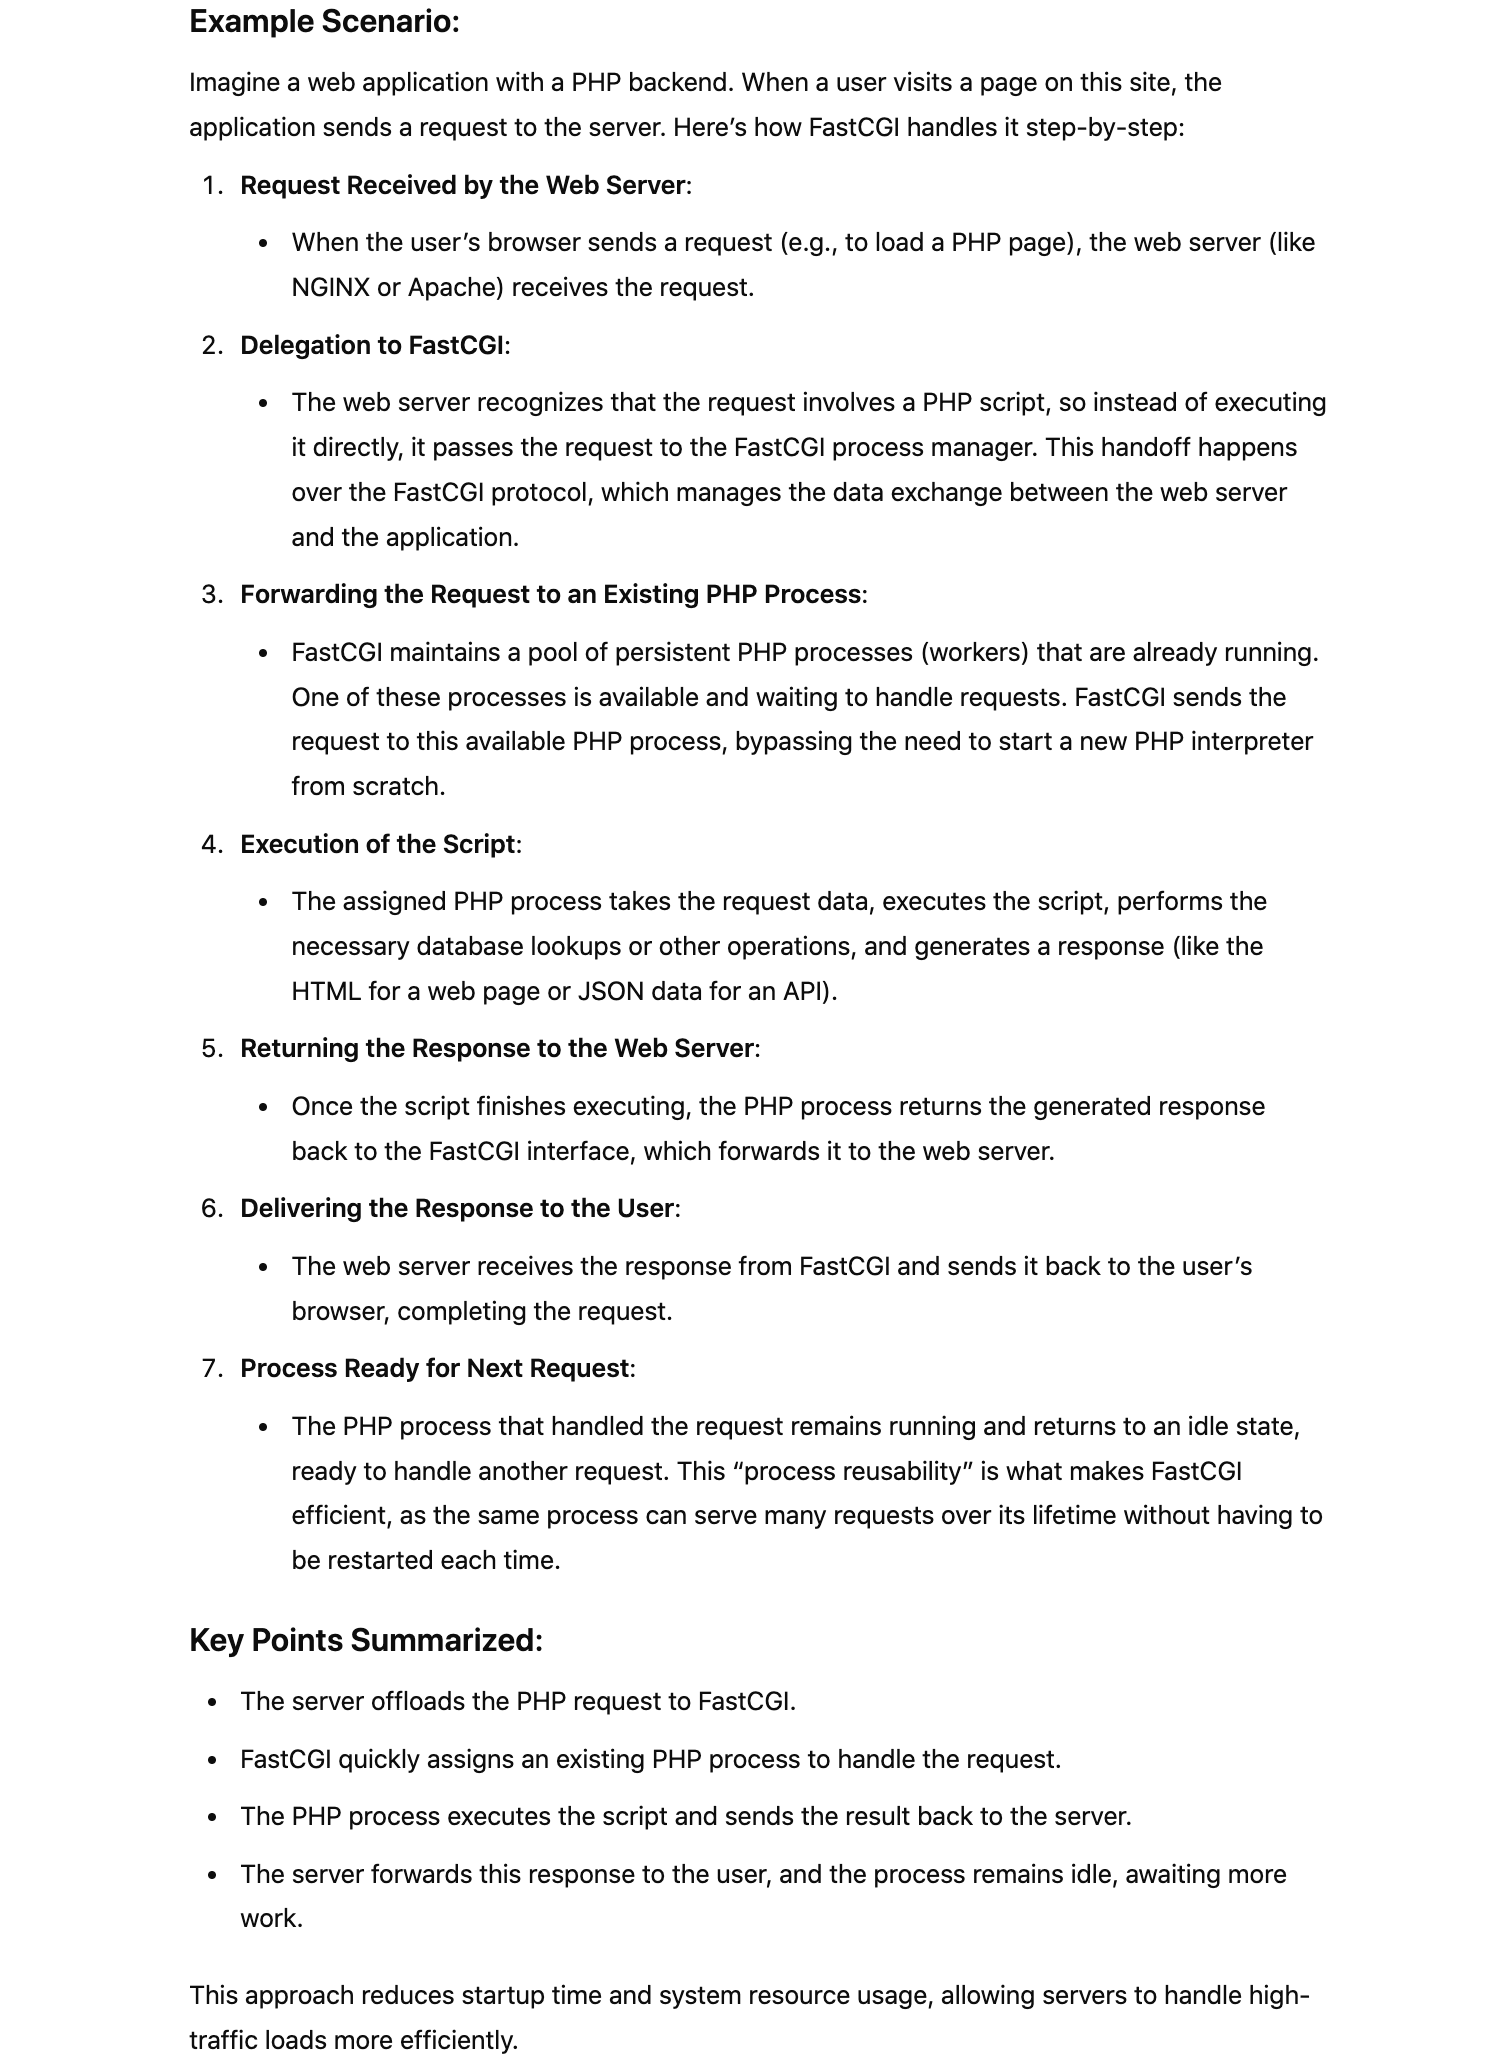 Example Scenario:
Imagine a web application with a PHP backend. When a user visits a page on this site, the
application sends a request to the server. Here’s how FastCGI handles it step-by-step:
1. Request Received by the Web Server:
• When the user’s browser sends a request (e.g., to load a PHP page), the web server (like
NGINX or Apache) receives the request.
2. Delegation to FastCGI:
• The web server recognizes that the request involves a PHP script, so instead of executing
it directly, it passes the request to the FastCGI process manager. This handoff happens
over the FastCGI protocol, which manages the data exchange between the web server
and the application.
3. Forwarding the Request to an Existing PHP Process:
• FastCGI maintains a pool of persistent PHP processes (workers) that are already running.
One of these processes is available and waiting to handle requests. FastCGI sends the
request to this available PHP process, bypassing the need to start a new PHP interpreter
from scratch.
4. Execution of the Script:
• The assigned PHP process takes the request data, executes the script, performs the
necessary database lookups or other operations, and generates a response (like the
HTML for a web page or JSON data for an API).
5. Returning the Response to the Web Server:
• Once the script finishes executing, the PHP process returns the generated response
back to the FastCGI interface, which forwards it to the web server.
6. Delivering the Response to the User:
• The web server receives the response from FastCGI and sends it back to the user’s
browser, completing the request.
7. Process Ready for Next Request:
• The PHP process that handled the request remains running and returns to an idle state,
ready to handle another request. This “process reusability” is what makes FastCGI
efficient, as the same process can serve many requests over its lifetime without having to
be restarted each time.
Key Points Summarized:
• The server offloads the PHP request to FastCGI.
• FastCGI quickly assigns an existing PHP process to handle the request.
• The PHP process executes the script and sends the result back to the server.
• The server forwards this response to the user, and the process remains idle, awaiting more
work.
This approach reduces startup time and system resource usage, allowing servers to handle high-
traffic loads more efficiently.